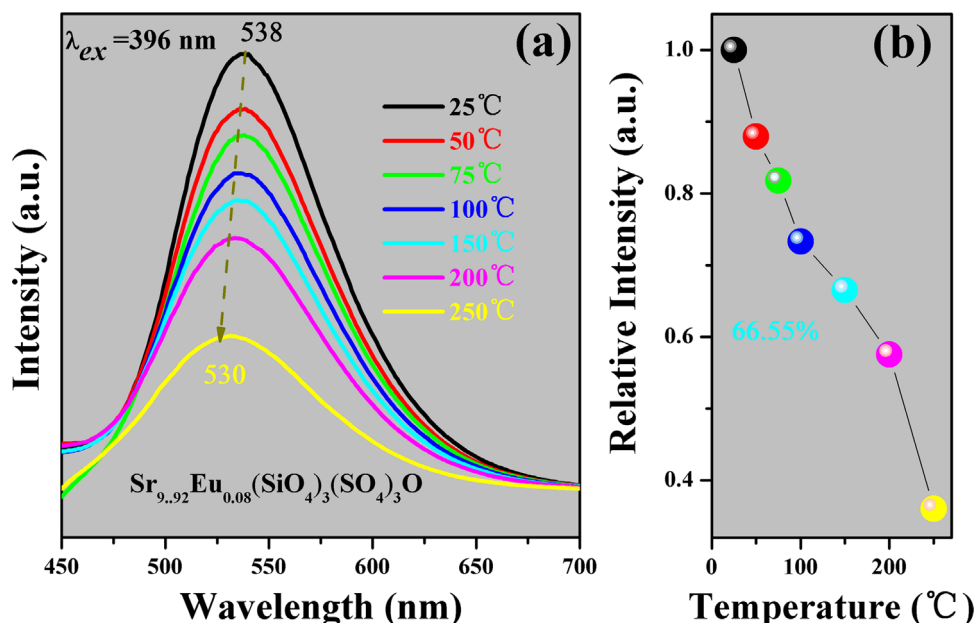 λex =396 nm
538
(a)
25℃
50℃
75℃
100℃
150℃
200℃
250℃
530
Sr9..92Eu0.08(SiO4)3(SO4)3O
Intensity (a.u.)
450 500 550 600 650 700
Wavelength (nm)
(b)
1.0
0.8
0.6
0.4
66.55%
Relative Intensity (a.u.)
0 100 200
Temperature (℃)